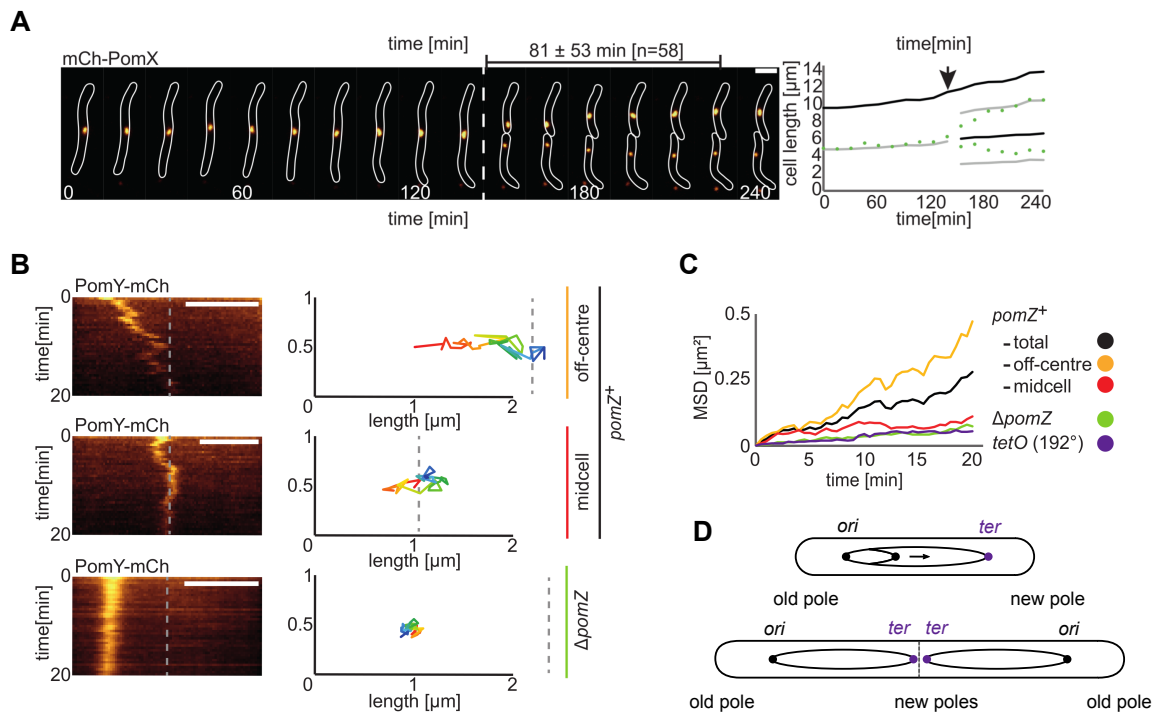 A
time [min]
81 ± 53 min [n=58]
mCh-PomX
0
60
120
180
240
time [min]
time[min]
14
12
10
8
6
4
2
0
cell length [µm]
0
60
120
180
240
time[min]
B
PomY-mCh
0
20
time[min]
1
0.5
0
1
2
length [µm]
off-centre
PomY-mCh
0
20
time[min]
1
0.5
0
1
2
length [µm]
midcell
pomZ+
PomY-mCh
0
20
time[min]
1
0.5
0
1
2
length [µm]
ΔpomZ
C
0.5
0.25
0
MSD [µm²]
0
5
10
15
20
time [min]
pomZ+
-total
-off-centre
-midcell
ΔpomZ
tetO (192°)
D
ori
ter
old pole
new pole
ori
ter
ter
ori
old pole
new poles
old pole